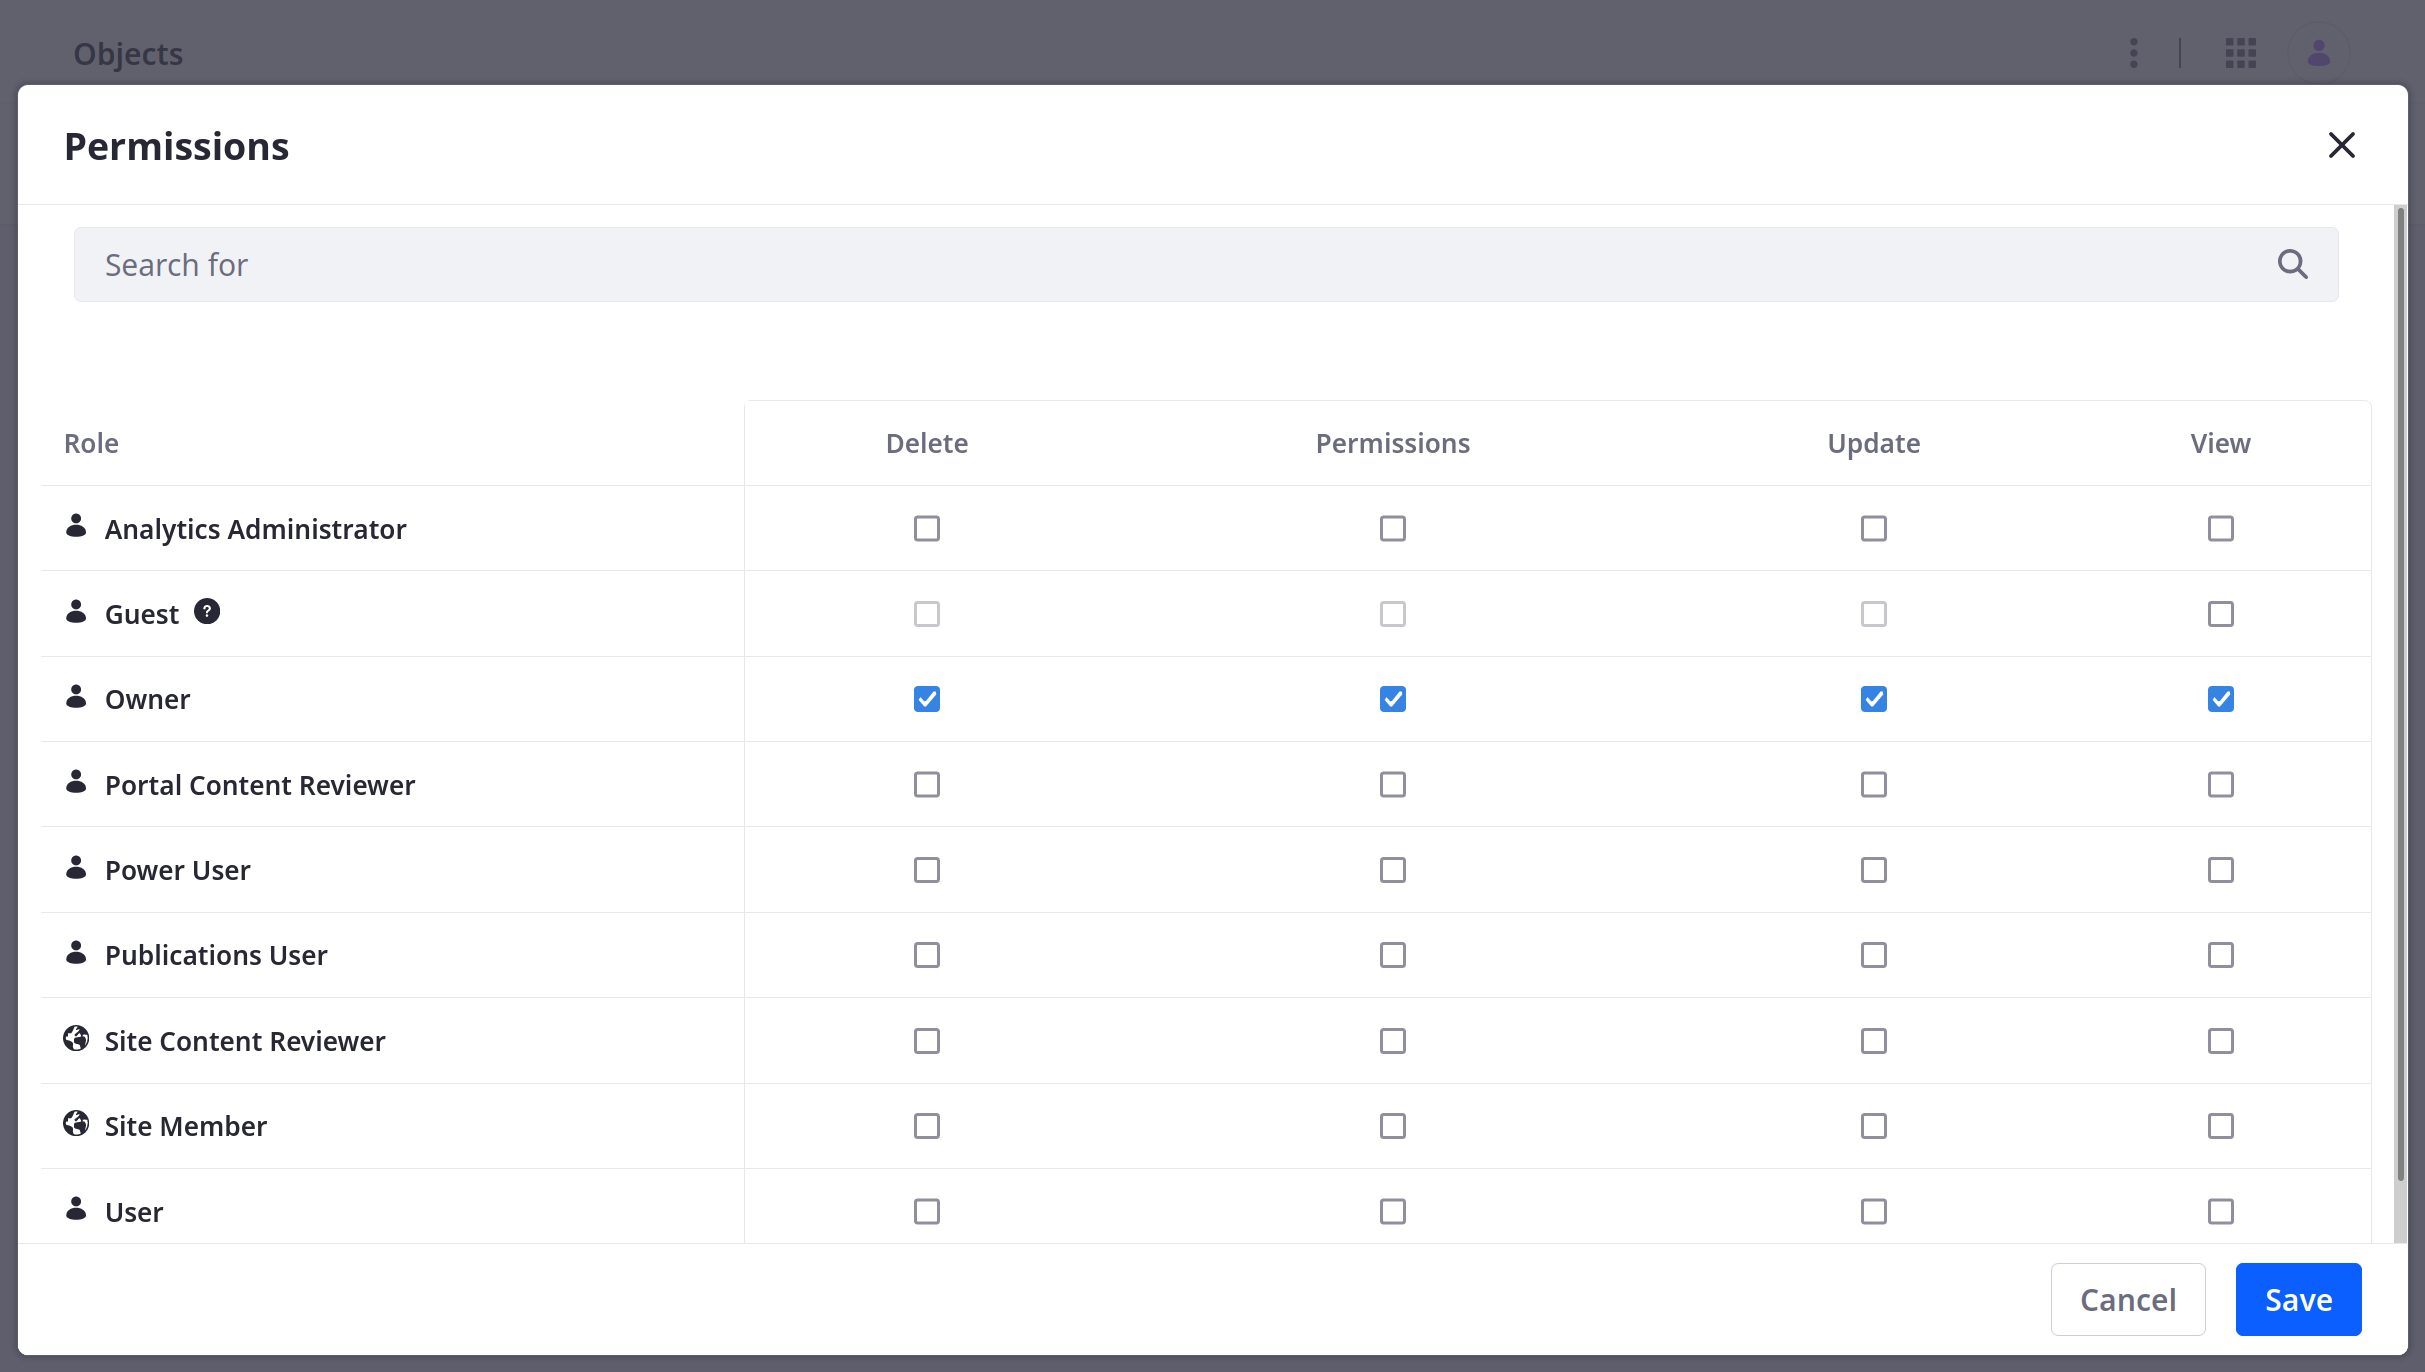 Objects
Permissions
Search for
Role Delete Permissions Update View
Analytics Administrator
Guest ?
Owner
Portal Content Reviewer
Power User
Publications User
Site Content Reviewer
Site Member
User
Cancel Save